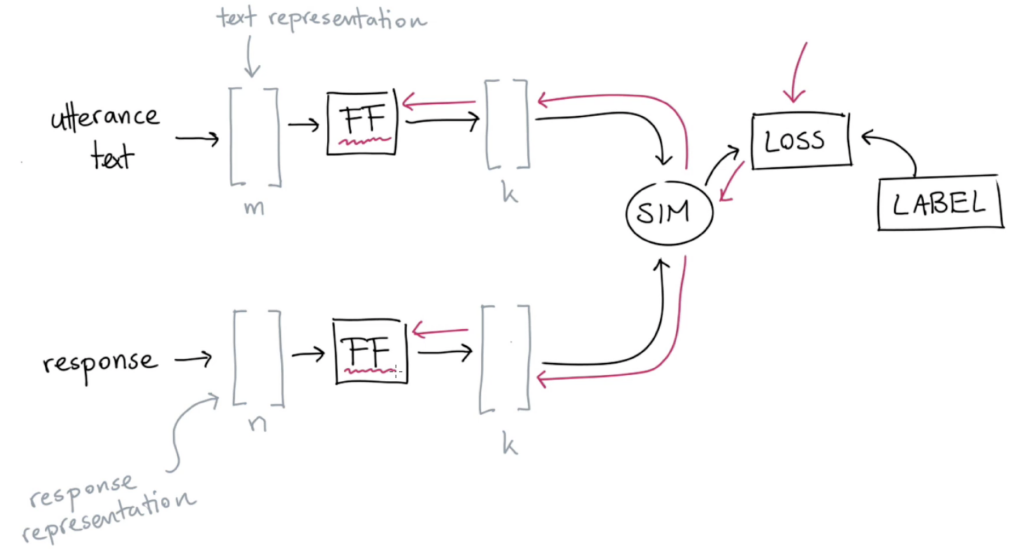 text representation
utterance
text
m
FF
k
SIM
LOSS
LABEL
response
n
FF
k
response
representation